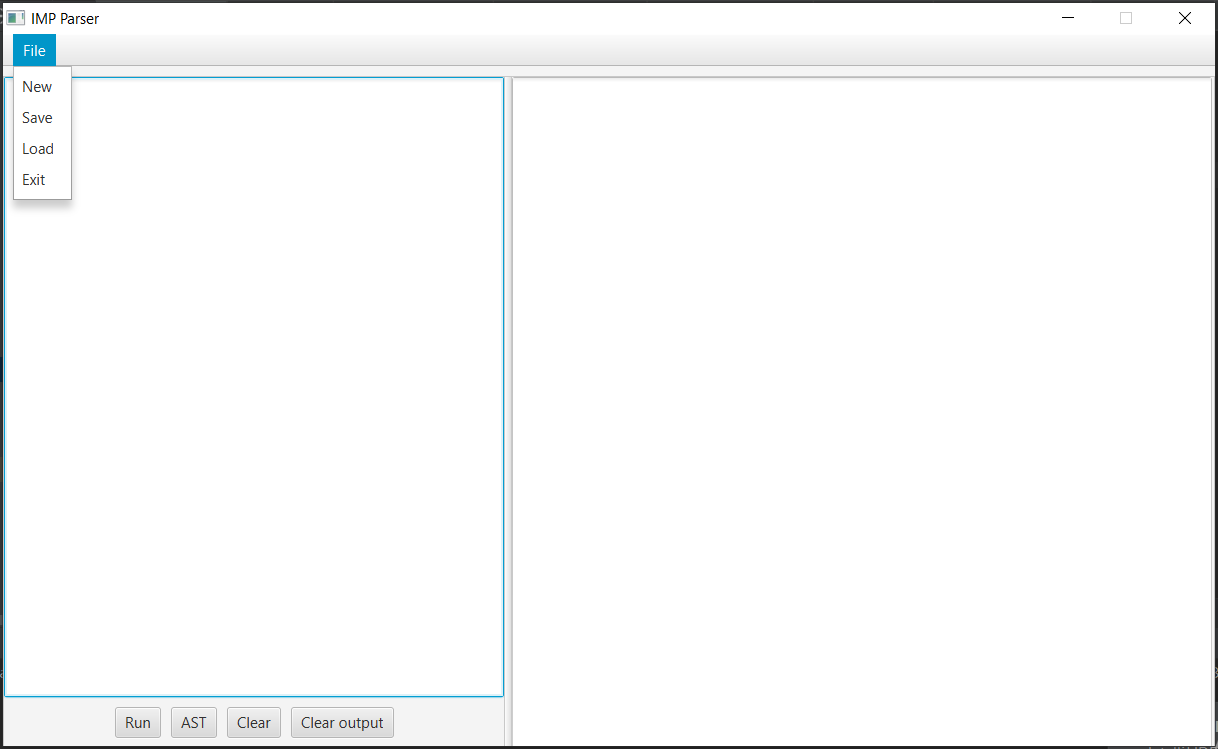 IMP Parser
File
New
Save
Load
Exit
Run AST Clear Clear output